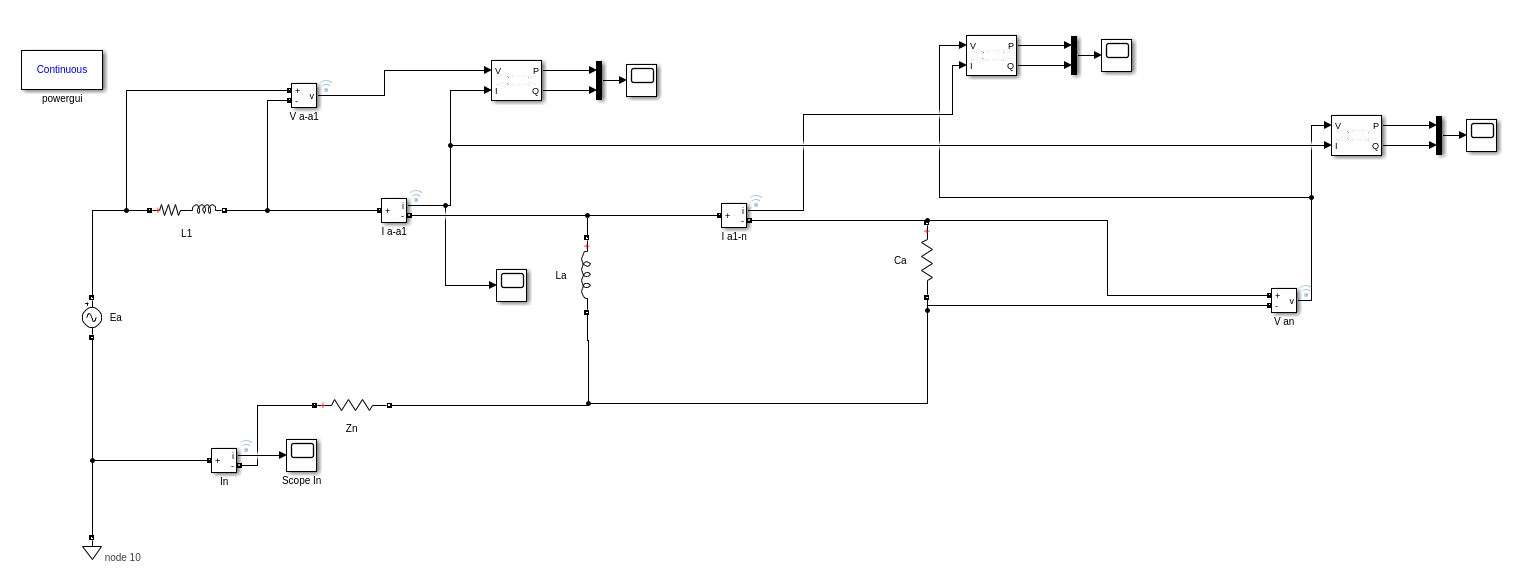 Continuous
powergui
+
-
v
V a-a1
V
I
P
Q
V
I
P
Q
V
I
P
Q
L1
+
i
-
I a-a1
+
i
-
I a1-n
La
Ca
+
Ea
+
-
v
V an
Zn
+
i
-
In
Scope In
node 10